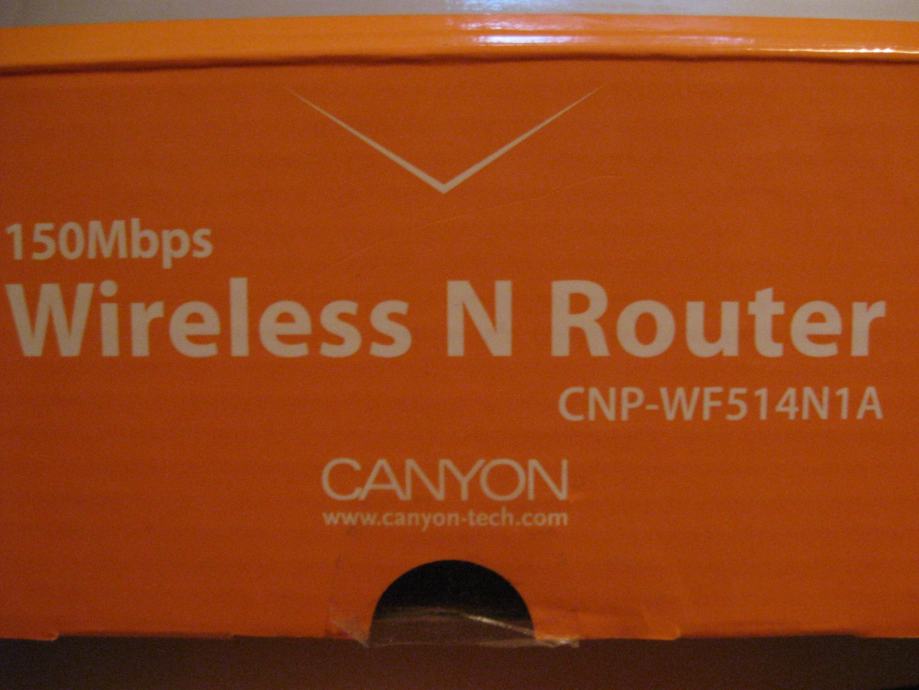 150Mbps
Wireless N Router
CNP-WF514N1A
CANYON
www.canyon-tech.com